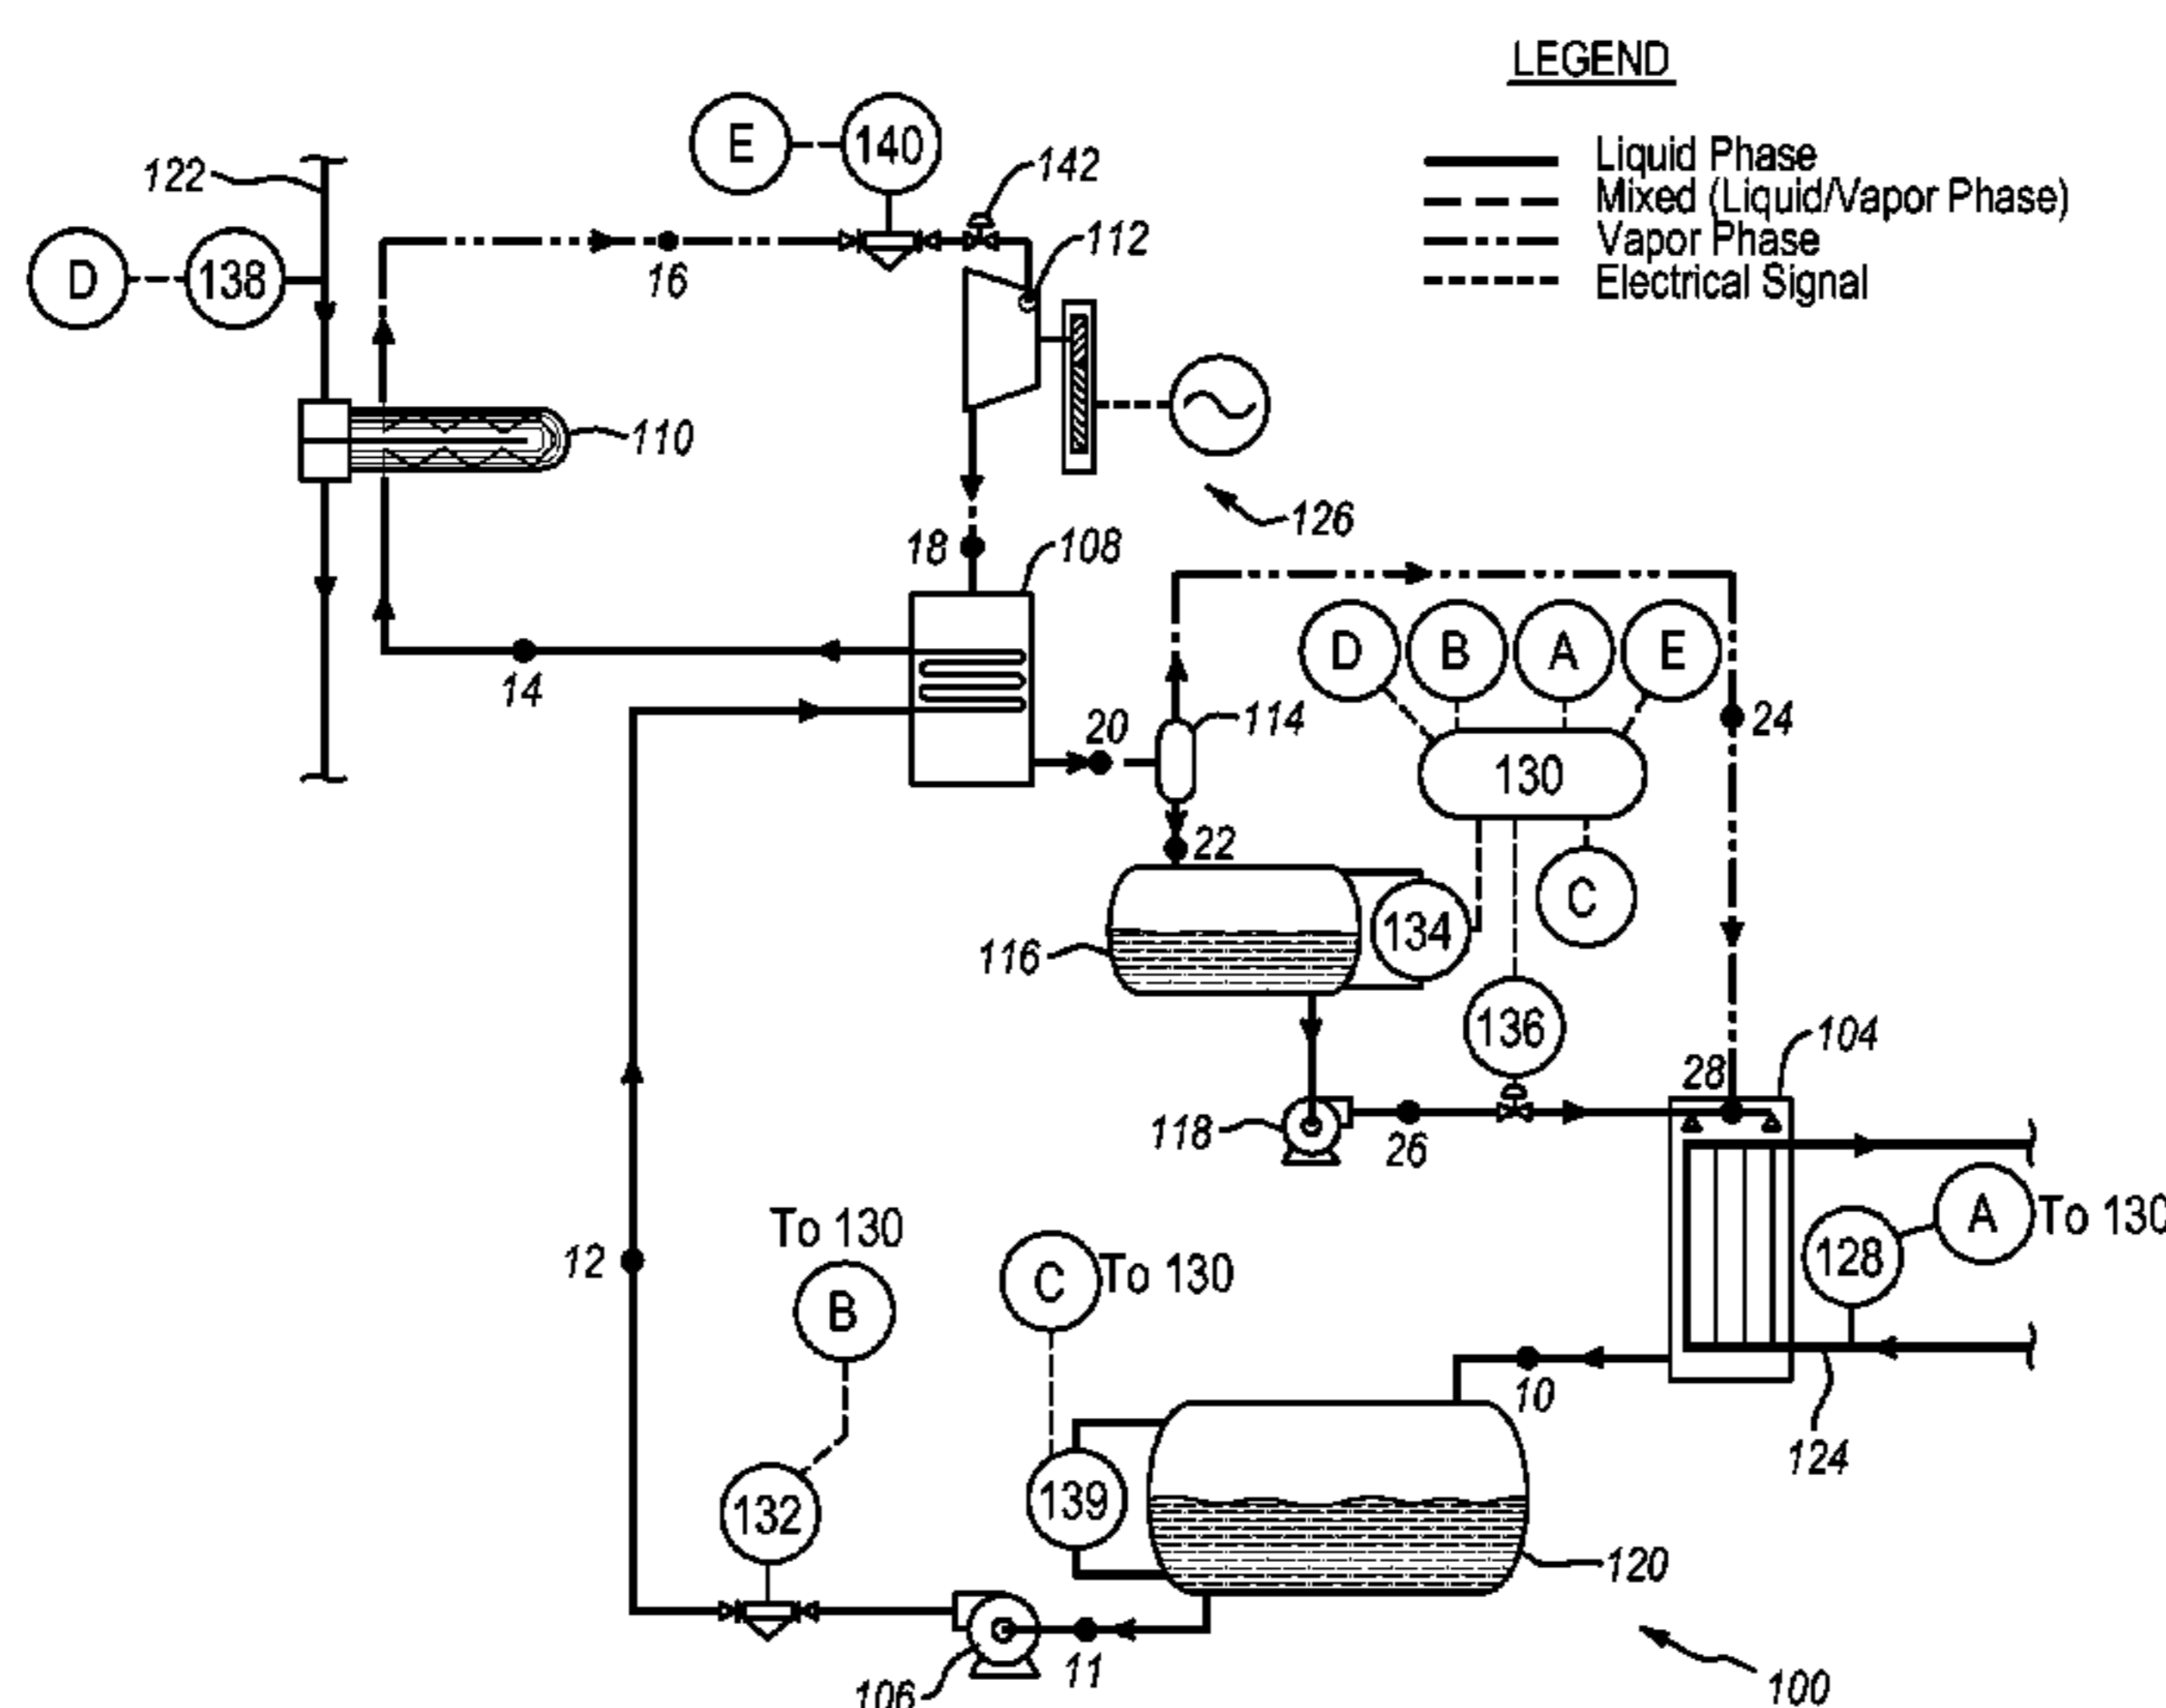 LEGEND
Liquid Phase
Mixed (Liquid/Vapor Phase)
Vapor Phase
Electrical Signal
E
140
142
122
112
D
138
16
110
126
18
108
14
D
B
A
E
20
114
24
130
22
C
134
116
136
104
28
118
26
To 130
A
To 130
128
12
B
C
To 130
10
124
132
139
120
11
106
100